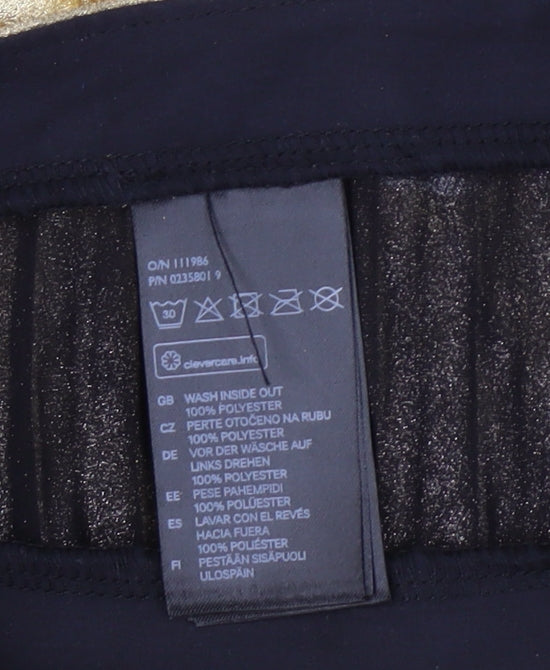 O/N 111986
P/N 0235801 9
30
clevercare.info
GB WASH INSIDE OUT
100% POLYESTER
CZ PERTE OTOČENO NA RUBU
100% POLYESTER
DE VOR DER WÄSCHE AUF
LINKS DREHEN
100% POLYESTER
EE PESE PAHEMPIDI
100% POLÜESTER
ES LAVAR CON EL REVÉS
HACIA FUERA
100% POLIÉSTER
FI PESTÄÄN SISÄPUOLI
ULOSPÄIN